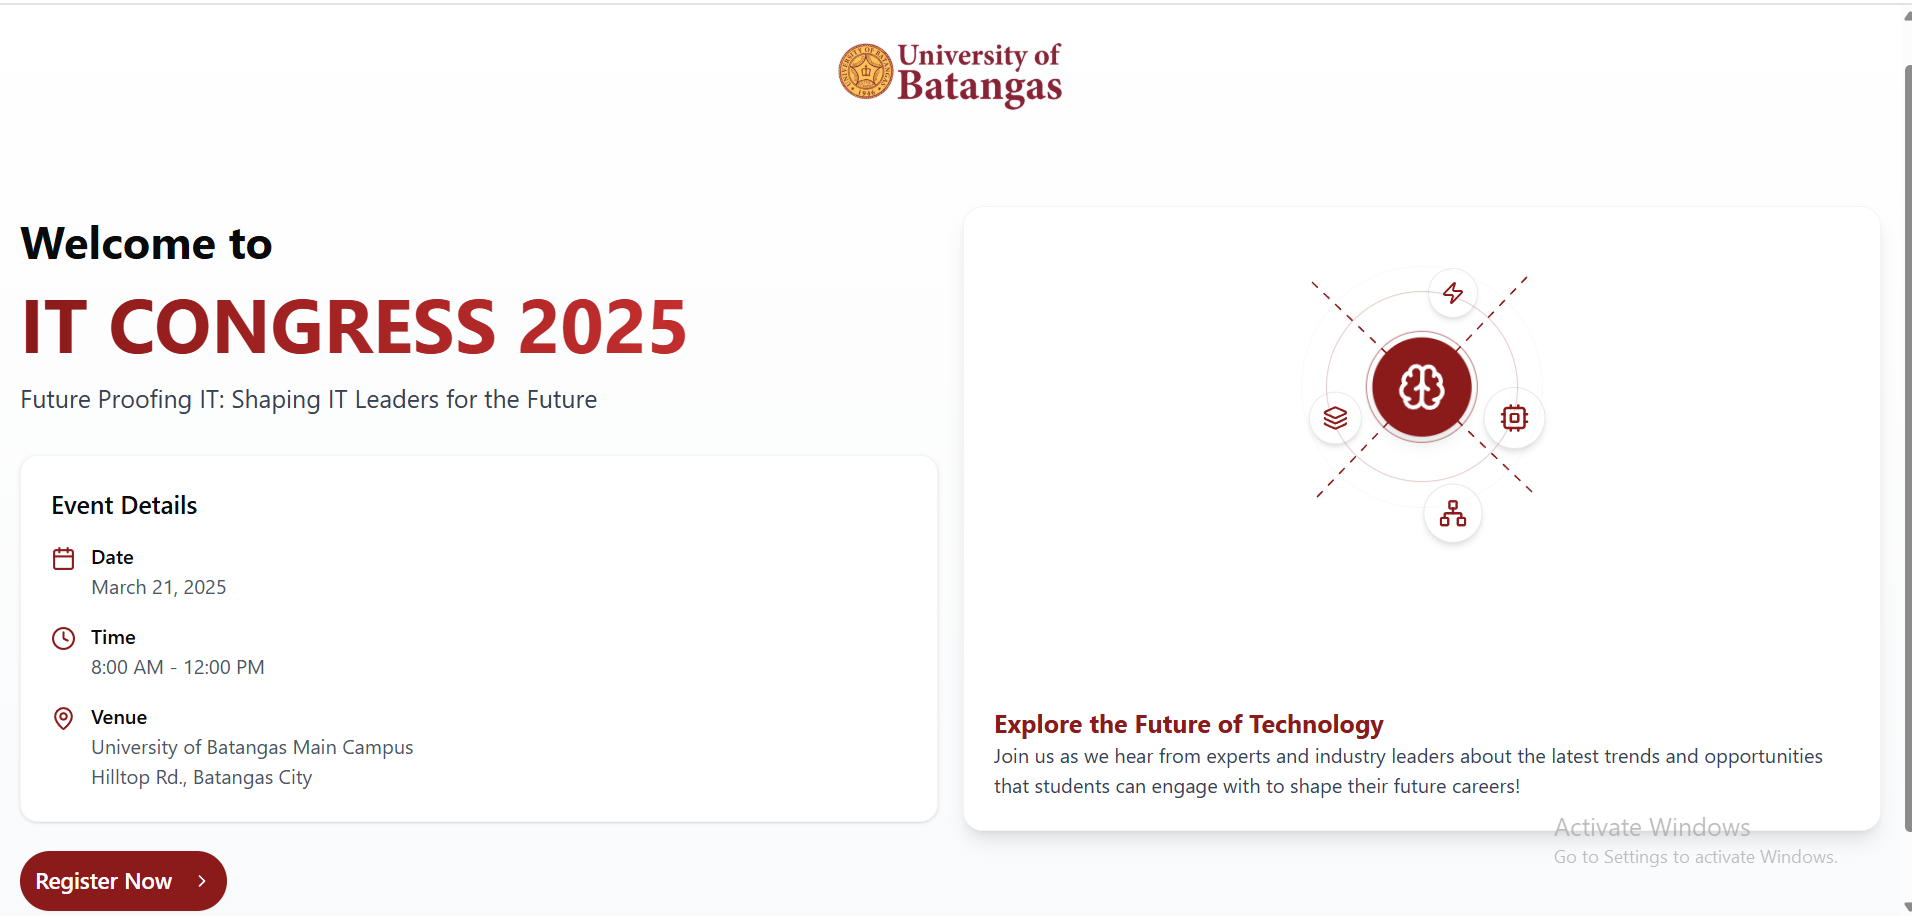 University of
Batangas
UNIVERSITY OF BATANGAS
1946
Welcome to
IT CONGRESS 2025
Future Proofing IT: Shaping IT Leaders for the Future
Event Details
Date
March 21, 2025
Time
8:00 AM - 12:00 PM
Venue
University of Batangas Main Campus
Hilltop Rd., Batangas City
Register Now
Explore the Future of Technology
Join us as we hear from experts and industry leaders about the latest trends and opportunities
that students can engage with to shape their future careers!
Activate Windows
Go to Settings to activate Windows.